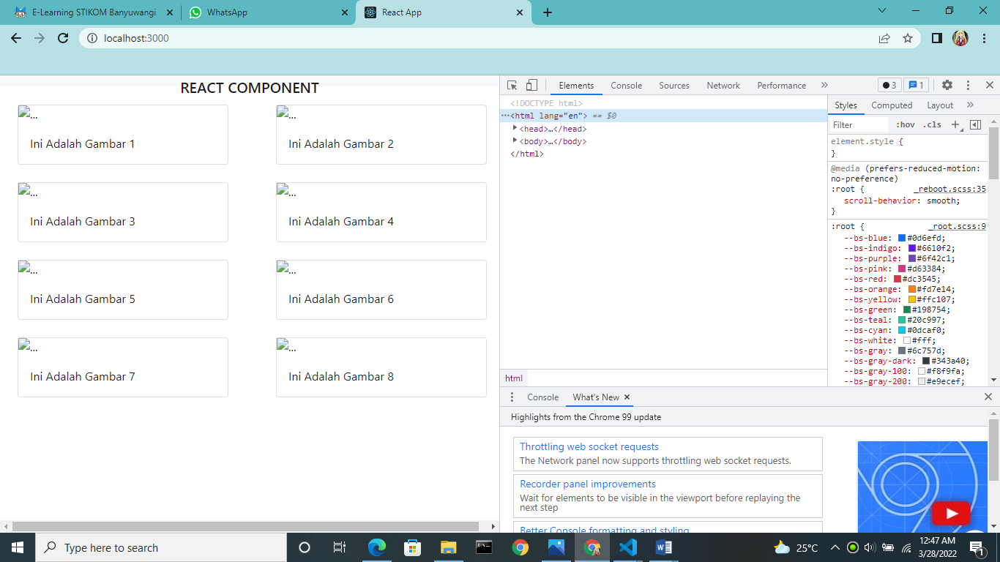 E-Learning STIKOM Banyuwangi
WhatsApp
React App
localhost:3000
REACT COMPONENT
...
Ini Adalah Gambar 1
...
Ini Adalah Gambar 2
...
Ini Adalah Gambar 3
...
Ini Adalah Gambar 4
...
Ini Adalah Gambar 5
...
Ini Adalah Gambar 6
...
Ini Adalah Gambar 7
...
Ini Adalah Gambar 8
Elements Console Sources Network Performance » 3 1
<!DOCTYPE html>
···<html lang="en"> == $0
<head>…</head>
<body>…</body>
</html>
html
Styles Computed Layout »
Filter :hov .cls +
element.style {
}
@media (prefers-reduced-motion:
no-preference)
:root { _reboot.scss:35
scroll-behavior: smooth;
}
:root { _root.scss:9
--bs-blue: #0d6efd;
--bs-indigo: #6610f2;
--bs-purple: #6f42c1;
--bs-pink: #d63384;
--bs-red: #dc3545;
--bs-orange: #fd7e14;
--bs-yellow: #ffc107;
--bs-green: #198754;
--bs-teal: #20c997;
--bs-cyan: #0dcaf0;
--bs-white: #fff;
--bs-gray: #6c757d;
--bs-gray-dark: #343a40;
--bs-gray-100: #f8f9fa;
--bs-gray-200: #e9ecef;
Console What's New
Highlights from the Chrome 99 update
Throttling web socket requests
The Network panel now supports throttling web socket requests.
Recorder panel improvements
Wait for elements to be visible in the viewport before replaying the
next step
Better Console formatting and styling
Type here to search
25°C
12:47 AM
3/28/2022
1